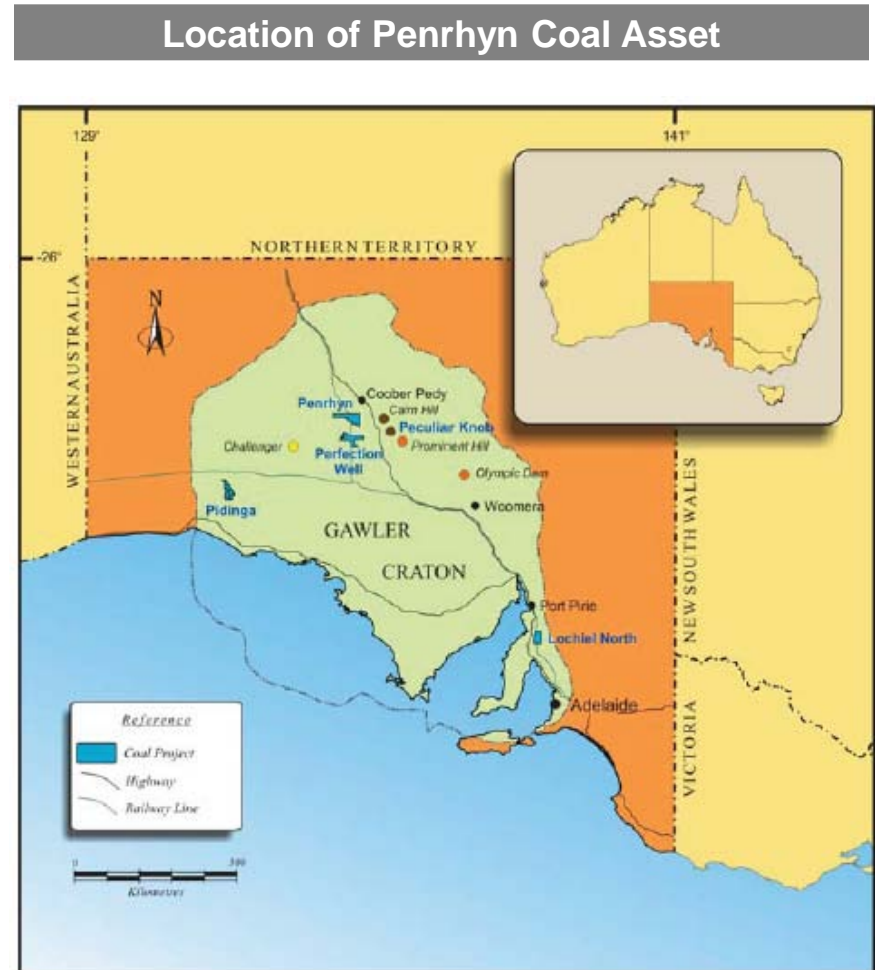 Location of Penrhyn Coal Asset
129°
141°
-26°
NORTHERN TERRITORY
WESTERN AUSTRALIA
N
Coober Pedy
Penrhyn
Cairn Hill
Peculiar Knob
Prominent Hill
Challenger
Perfection
Well
Olympic Dam
Woomera
Pidinga
GAWLER
CRATON
NEW SOUTH WALES
Port Pirie
Lochiel North
Adelaide
VICTORIA
Reference
Coal Project
Highway
Railway Line
0
Kilometres